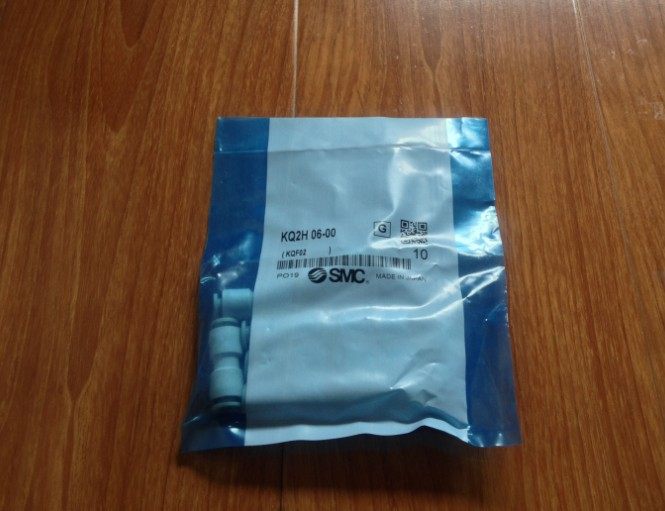 KQ2H 06-00 G
(KQF02 ) 10
PO19 SMC MADE IN JAPAN